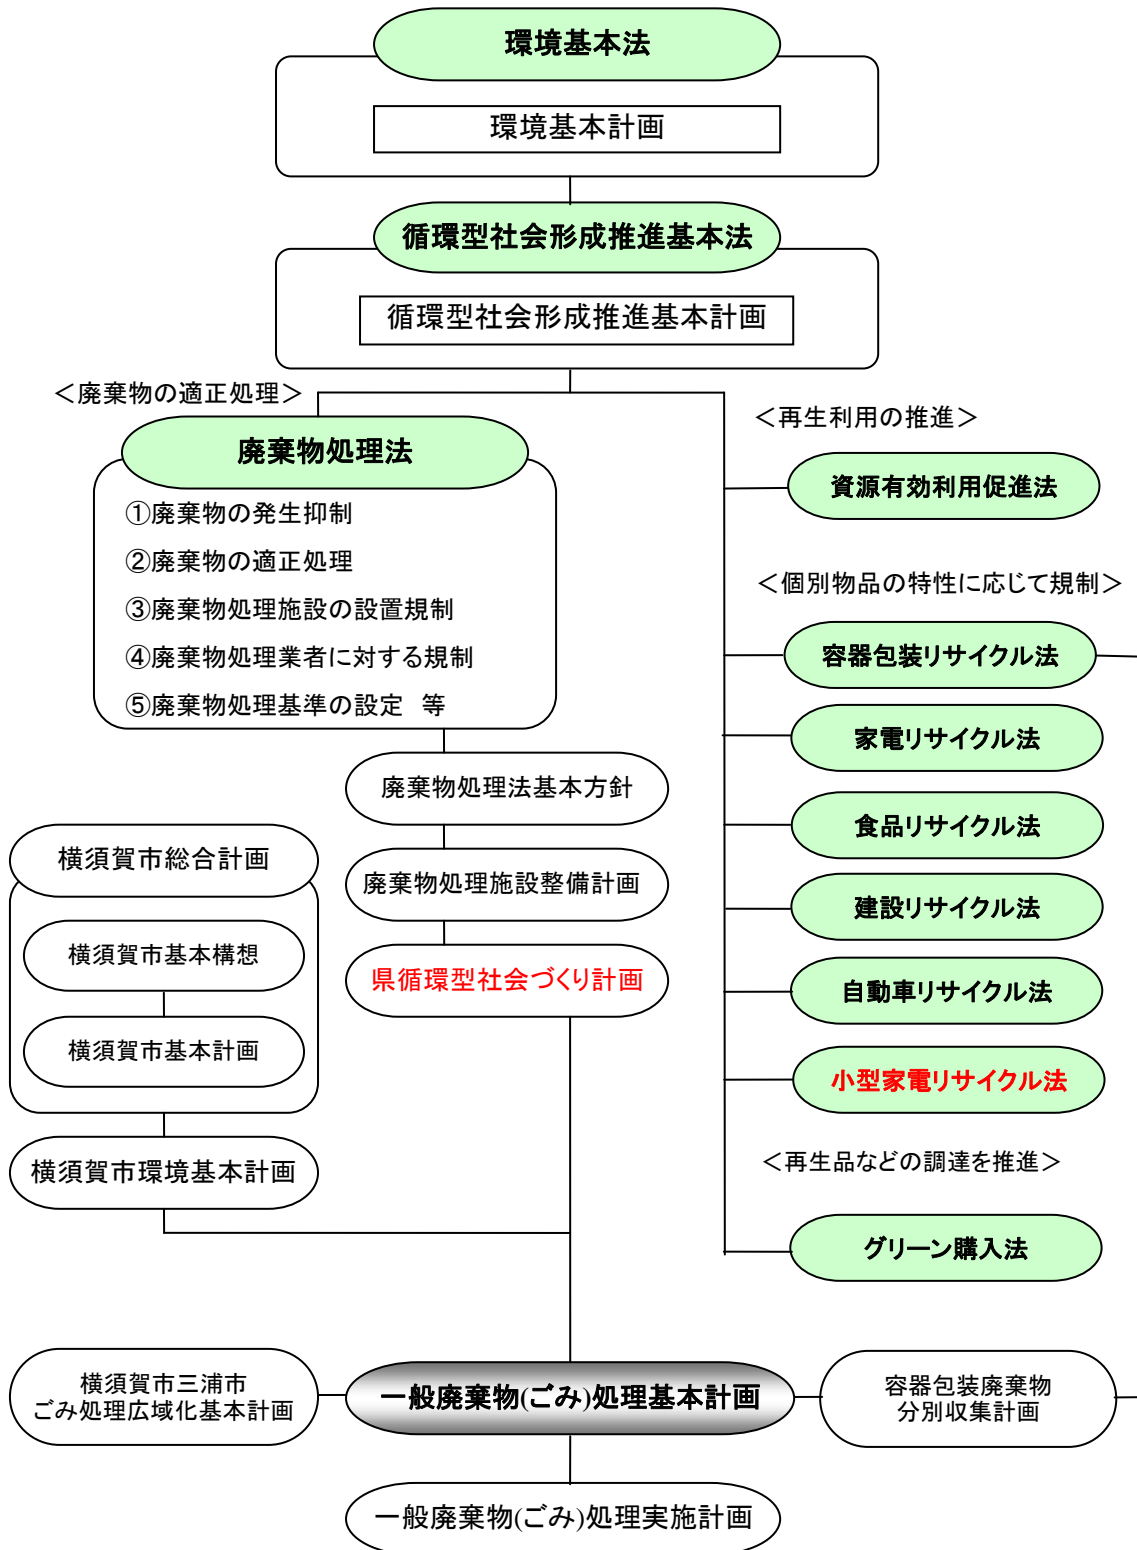 環境基本法
環境基本計画
循環型社会形成推進基本法
循環型社会形成推進基本計画
＜廃棄物の適正処理＞
廃棄物処理法
①廃棄物の発生抑制
②廃棄物の適正処理
③廃棄物処理施設の設置規制
④廃棄物処理業者に対する規制
⑤廃棄物処理基準の設定　等
廃棄物処理法基本方針
廃棄物処理施設整備計画
県循環型社会づくり計画
横須賀市総合計画
横須賀市基本構想
横須賀市基本計画
横須賀市環境基本計画
＜再生利用の推進＞
資源有効利用促進法
＜個別物品の特性に応じて規制＞
容器包装リサイクル法
家電リサイクル法
食品リサイクル法
建設リサイクル法
自動車リサイクル法
小型家電リサイクル法
＜再生品などの調達を推進＞
グリーン購入法
横須賀市三浦市
ごみ処理広域化基本計画
一般廃棄物(ごみ)処理基本計画
容器包装廃棄物
分別収集計画
一般廃棄物(ごみ)処理実施計画